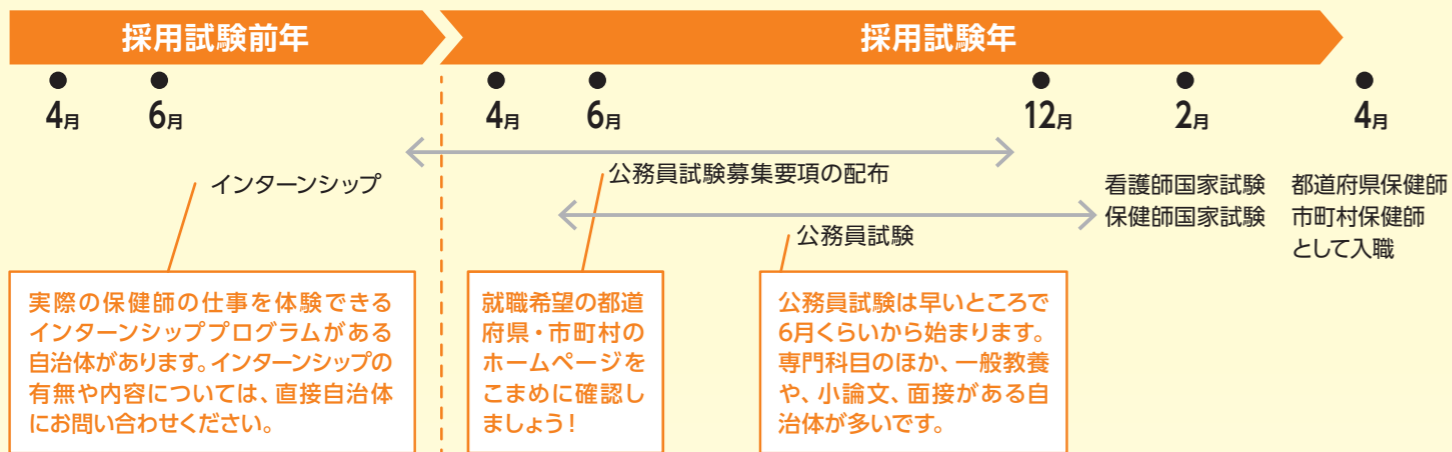 採用試験前年
採用試験年
4月
6月
4月
6月
12月
2月
4月
インターンシップ
公務員試験募集要項の配布
公務員試験
看護師国家試験
保健師国家試験
都道府県保健師
市町村保健師
として入職
実際の保健師の仕事を体験できる
インターンシッププログラムがある
自治体があります。インターンシップの
有無や内容については、直接自治体
にお問い合わせください。
就職希望の都道
府県・市町村の
ホームページを
こまめに確認し
ましょう！
公務員試験は早いところで
6月くらいから始まります。
専門科目のほか、一般教養
や、小論文、面接がある自
治体が多いです。